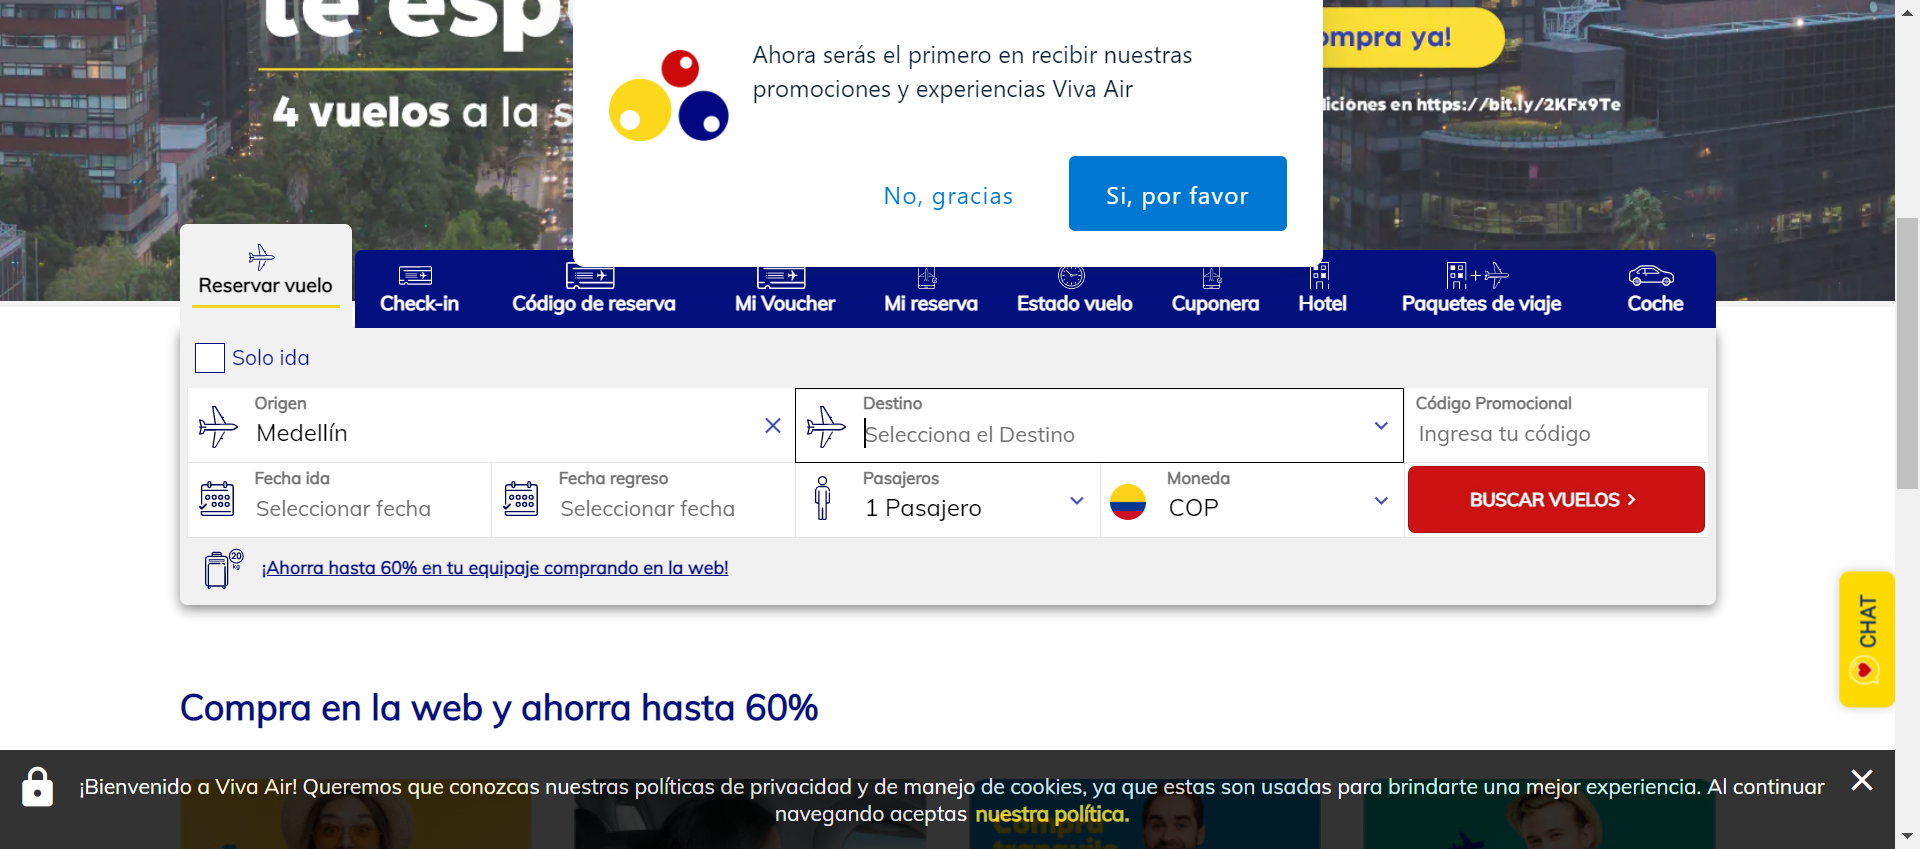 te esp
4 vuelos a la s
ompra ya!
diciones en https://bit.ly/2KFx9Te
Ahora serás el primero en recibir nuestras
promociones y experiencias Viva Air
No, gracias
Si, por favor
Reservar vuelo
Check-in
Código de reserva
Mi Voucher
Mi reserva
Estado vuelo
Cuponera
Hotel
Paquetes de viaje
Coche
Solo ida
Origen
Medellín
Destino
Selecciona el Destino
Código Promocional
Ingresa tu código
Fecha ida
Seleccionar fecha
Fecha regreso
Seleccionar fecha
Pasajeros
1 Pasajero
Moneda
COP
BUSCAR VUELOS
20
kg
¡Ahorra hasta 60% en tu equipaje comprando en la web!
CHAT
Compra en la web y ahorra hasta 60%
¡Bienvenido a Viva Air! Queremos que conozcas nuestras políticas de privacidad y de manejo de cookies, ya que estas son usadas para brindarte una mejor experiencia. Al continuar
navegando aceptas nuestra política.
Compra
tranquilo